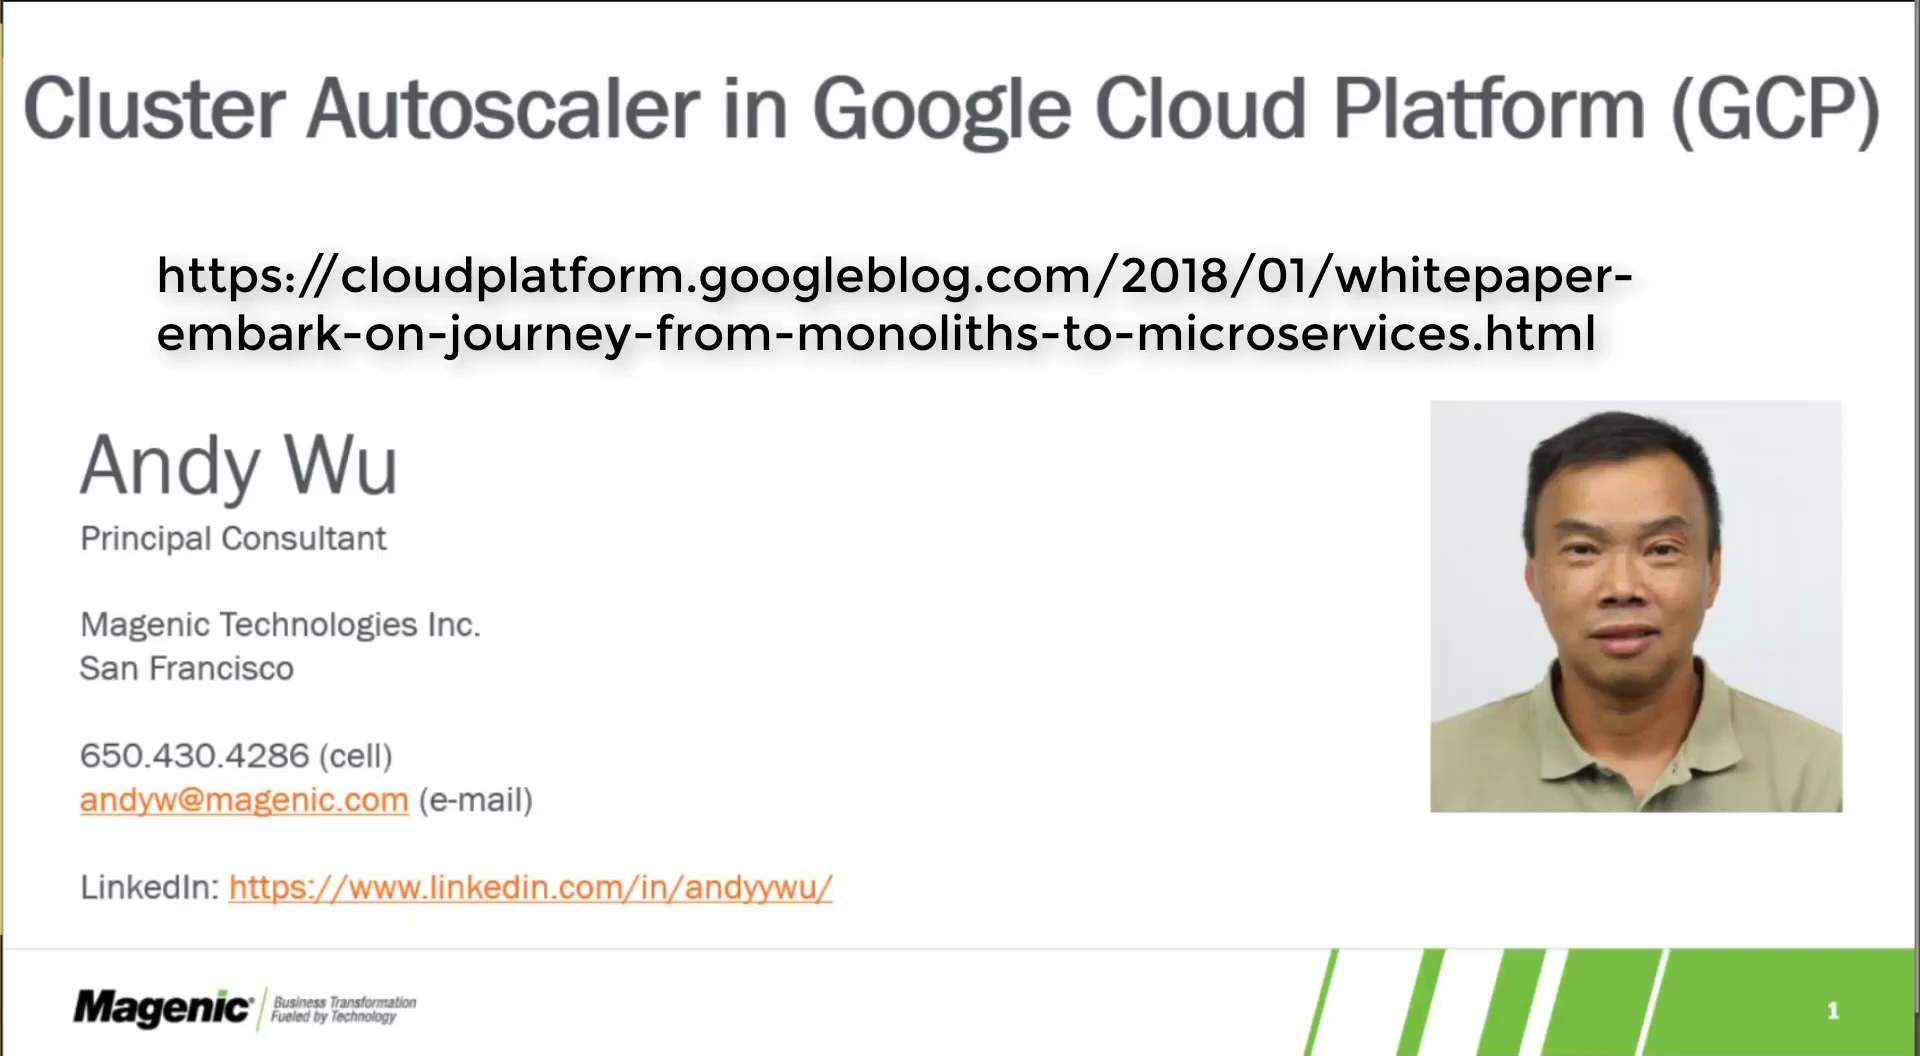 Cluster Autoscaler in Google Cloud Platform (GCP)
https://cloudplatform.googleblog.com/2018/01/whitepaper-
embark-on-journey-from-monoliths-to-microservices.html
Andy Wu
Principal Consultant
Magenic Technologies Inc.
San Francisco
650.430.4286 (cell)
andyw@magenic.com (e-mail)
LinkedIn: https://www.linkedin.com/in/andyywu/
Magenic
Business Transformation
Fueled by Technology
1